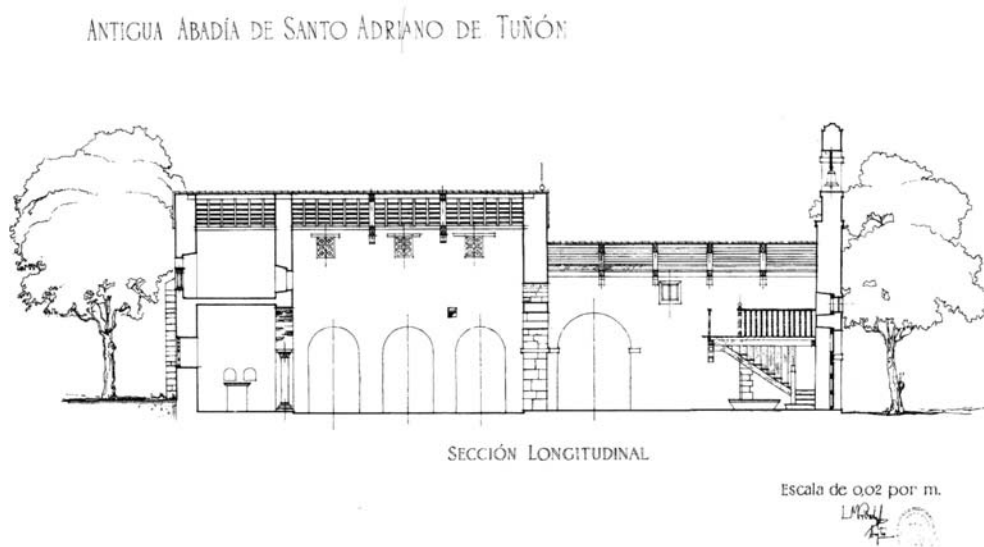 ANTIGUA ABADÍA DE SANTO ADRIANO DE TUÑÓN
SECCIÓN LONGITUDINAL
Escala de 0,02 por m.